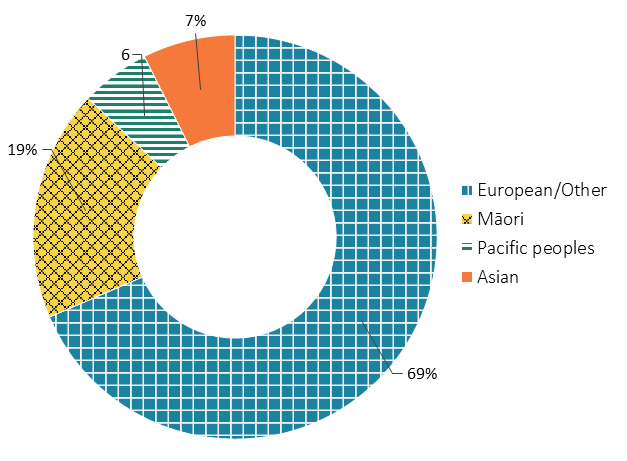 7%
6
19%
69%
European/Other
Māori
Pacific peoples
Asian